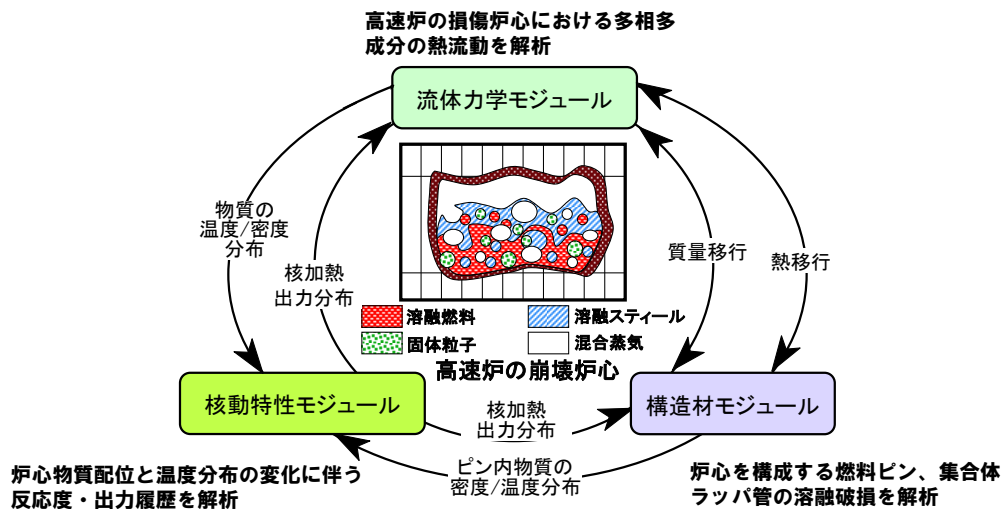 高速炉の損傷炉心における多相多
成分の熱流動を解析
流体力学モジュール
物質の
温度/密度
分布
核加熱
出力分布
質量移行
熱移行
溶融燃料
溶融スティール
固体粒子
混合蒸気
高速炉の崩壊炉心
核動特性モジュール
構造材モジュール
核加熱
出力分布
ピン内物質の
密度/温度分布
炉心物質配位と温度分布の変化に伴う
反応度・出力履歴を解析
炉心を構成する燃料ピン、集合体
ラッパ管の溶融破損を解析